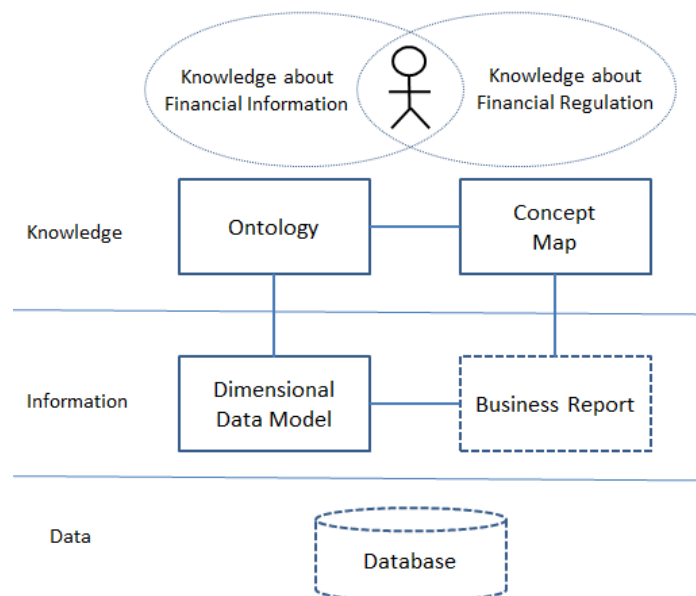 Knowledge about
Financial Information
Knowledge about
Financial Regulation
Knowledge
Ontology
Concept
Map
Information
Dimensional
Data Model
Business Report
Data
Database